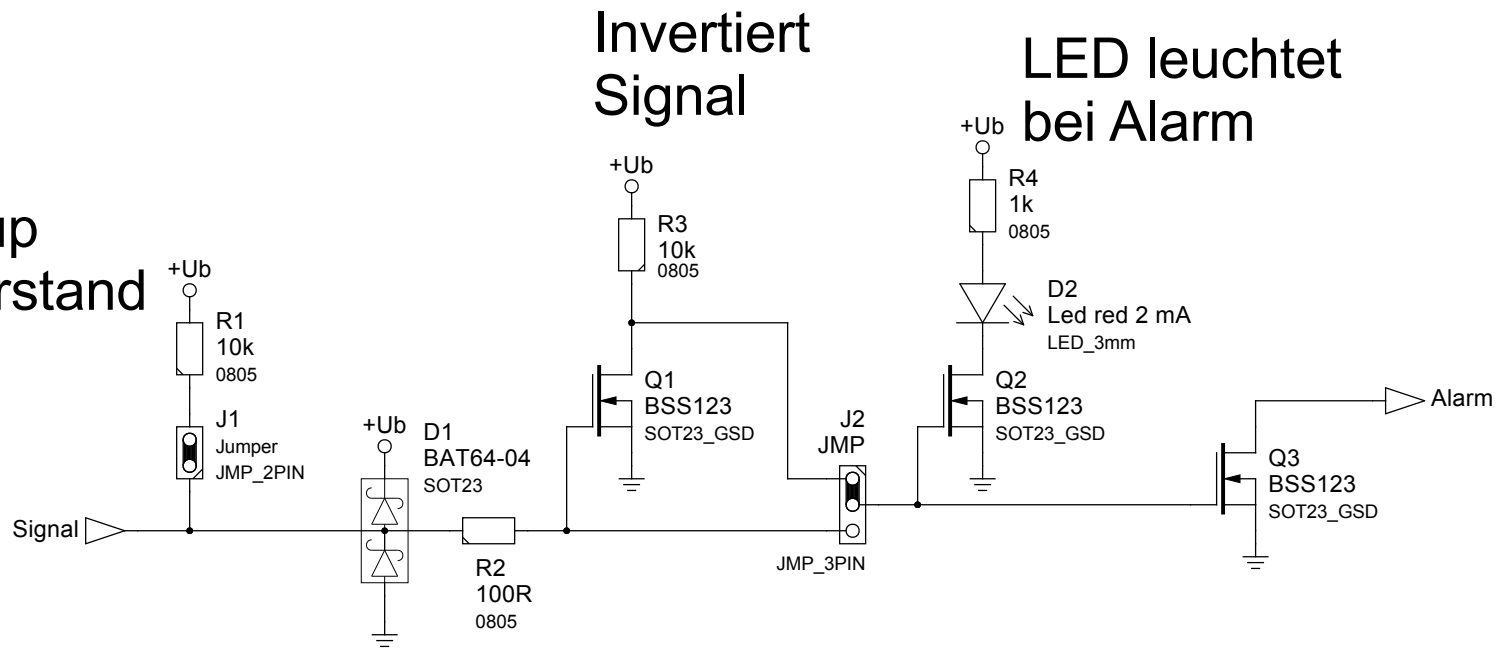 Invertiert
Signal
LED leuchtet
bei Alarm
up
rstand
+Ub
R1
10k
0805
J1
Jumper
JMP_2PIN
Signal
+Ub
D1
BAT64-04
SOT23
R2
100R
0805
+Ub
R3
10k
0805
Q1
BSS123
SOT23_GSD
J2
JMP
JMP_3PIN
+Ub
R4
1k
0805
D2
Led red 2 mA
LED_3mm
Q2
BSS123
SOT23_GSD
Q3
BSS123
SOT23_GSD
Alarm